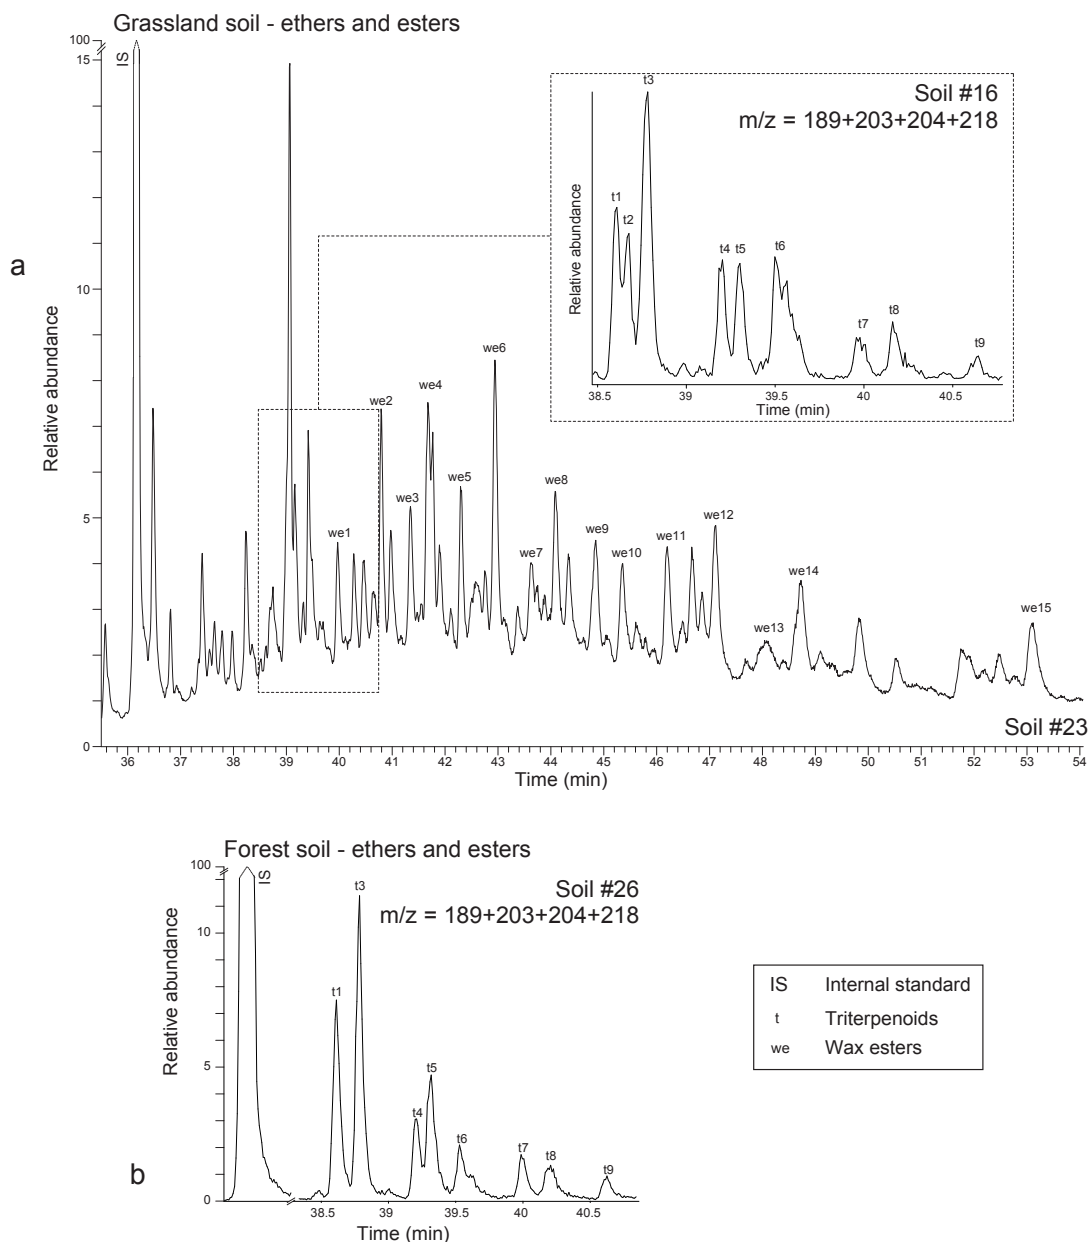 Grassland soil - ethers and esters
a
Relative abundance
100
15
10
5
0
IS
we1
we2
we3
we4
we5
we6
we7
we8
we9
we10
we11
we12
we13
we14
we15
Soil #23
36 37 38 39 40 41 42 43 44 45 46 47 48 49 50 51 52 53 54
Time (min)
Soil #16
m/z = 189+203+204+218
Relative abundance
t1
t2
t3
t4
t5
t6
t7
t8
t9
38.5 39 39.5 40 40.5
Time (min)
Forest soil - ethers and esters
b
Relative abundance
100
10
5
0
IS
Soil #26
m/z = 189+203+204+218
t1
t3
t4
t5
t6
t7
t8
t9
38.5 39 39.5 40 40.5
Time (min)
IS Internal standard
t Triterpenoids
we Wax esters